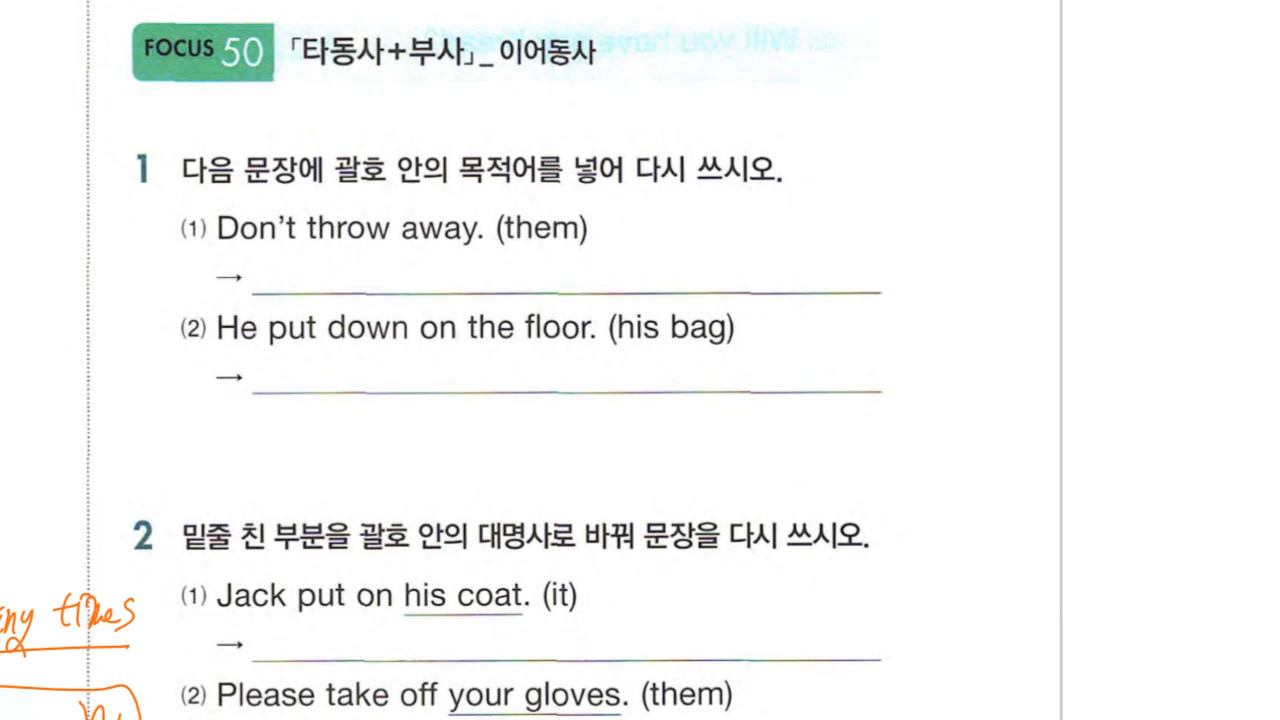 FOCUS 50 「타동사+부사」_ 이어동사
1 다음 문장에 괄호 안의 목적어를 넣어 다시 쓰시오.
(1) Don't throw away. (them)
→
(2) He put down on the floor. (his bag)
→
2 밑줄 친 부분을 괄호 안의 대명사로 바꿔 문장을 다시 쓰시오.
(1) Jack put on his coat. (it)
times
→
(2) Please take off your gloves. (them)